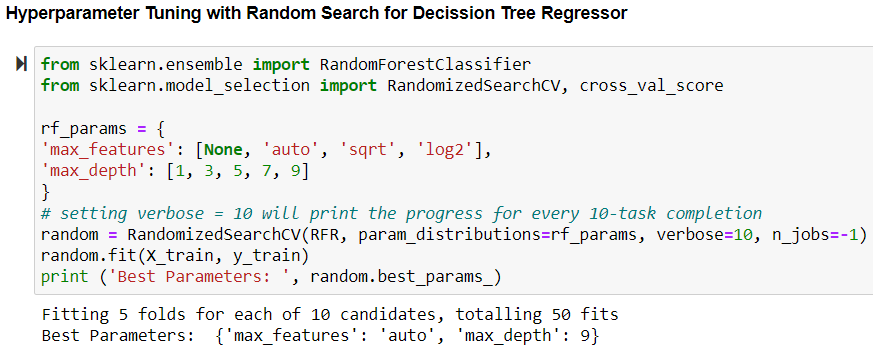 Hyperparameter Tuning with Random Search for Decission Tree Regressor
from sklearn.ensemble import RandomForestClassifier
from sklearn.model_selection import RandomizedSearchCV, cross_val_score
rf_params = {
'max_features': [None, 'auto', 'sqrt', 'log2'],
'max_depth': [1, 3, 5, 7, 9]
}
# setting verbose = 10 will print the progress for every 10-task completion
random = RandomizedSearchCV(RFR, param_distributions=rf_params, verbose=10, n_jobs=-1)
random.fit(X_train, y_train)
print ('Best Parameters: ', random.best_params_)
Fitting 5 folds for each of 10 candidates, totalling 50 fits
Best Parameters:  {'max_features': 'auto', 'max_depth': 9}